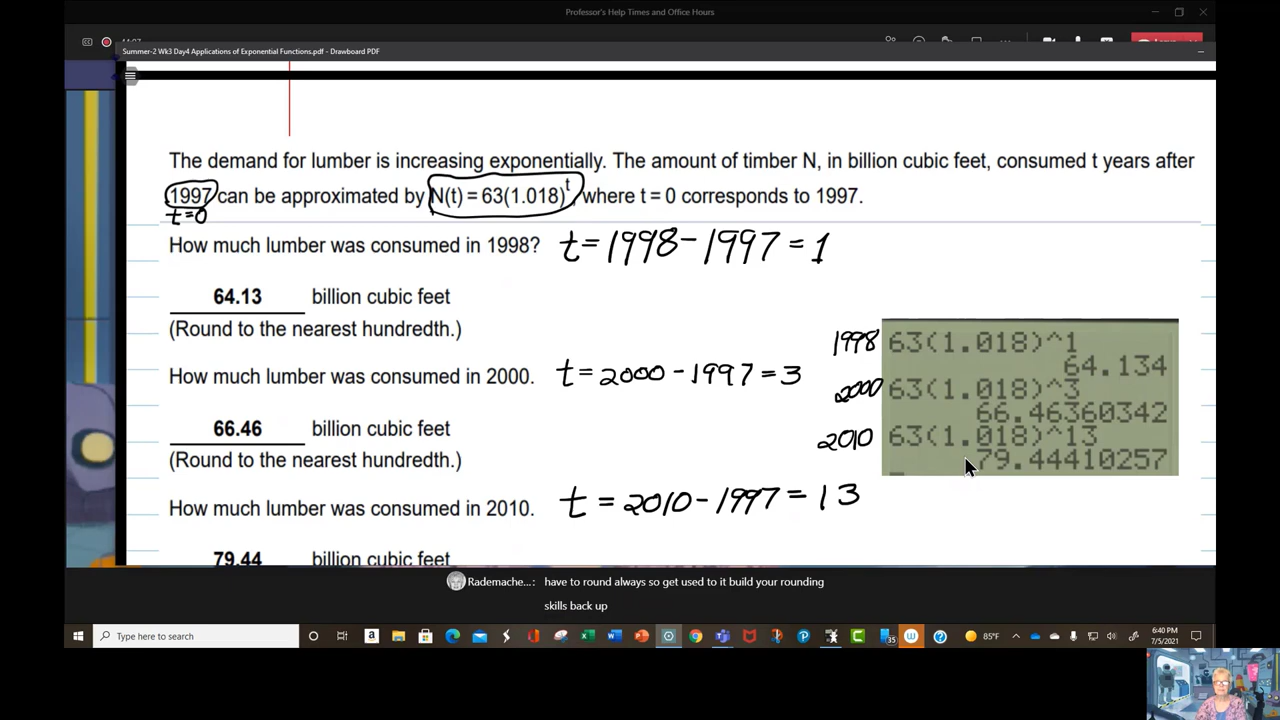 Professor's Help Times and Office Hours
Summer-2 Wk3 Day4 Applications of Exponential Functions.pdf - Drawboard PDF
The demand for lumber is increasing exponentially. The amount of timber N, in billion cubic feet, consumed t years after
1997 can be approximated by N(t) = 63(1.018)^t, where t = 0 corresponds to 1997.
t=0
How much lumber was consumed in 1998? t=1998-1997=1
64.13 billion cubic feet
(Round to the nearest hundredth.)
1998 63(1.018)^1
64.134
How much lumber was consumed in 2000. t=2000-1997=3
2000 63(1.018)^3
66.46360342
66.46 billion cubic feet
2010 63(1.018)^13
79.44410257
(Round to the nearest hundredth.)
How much lumber was consumed in 2010. t=2010-1997=13
79.44 billion cubic feet
Rademache...: have to round always so get used to it build your rounding
skills back up
Type here to search
85°F
6:40 PM
7/5/2021
35